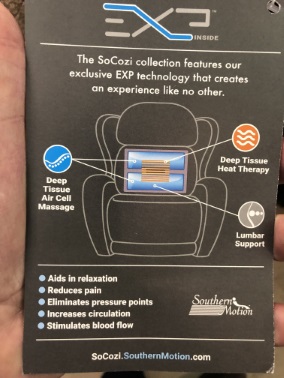 EXP™
INSIDE
The SoCozi collection features our
exclusive EXP technology that creates
an experience like no other.
Deep
Tissue
Air Cell
Massage
Deep Tissue
Heat Therapy
Lumbar
Support
Aids in relaxation
Reduces pain
Eliminates pressure points
Increases circulation
Stimulates blood flow
Southern
Motion
SoCozi.SouthernMotion.com